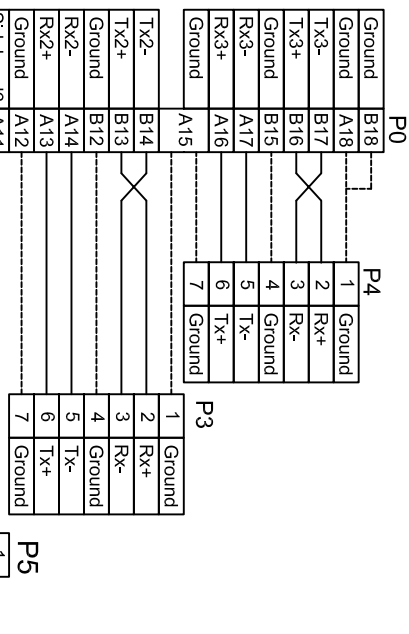 P0
Ground B18
P4
Ground A18 1 Ground
Tx3- B17 2 Rx+
Tx3+ B16 3 Rx-
Ground B15 4 Ground
Rx3- A17 5 Tx-
Rx3+ A16 6 Tx+
Ground A15 7 Ground
P3
1 Ground
Tx2- B14 2 Rx+
Tx2+ B13 3 Rx-
Ground B12 4 Ground
Rx2- A14 5 Tx-
Rx2+ A13 6 Tx+
Ground A12 7 Ground
P5